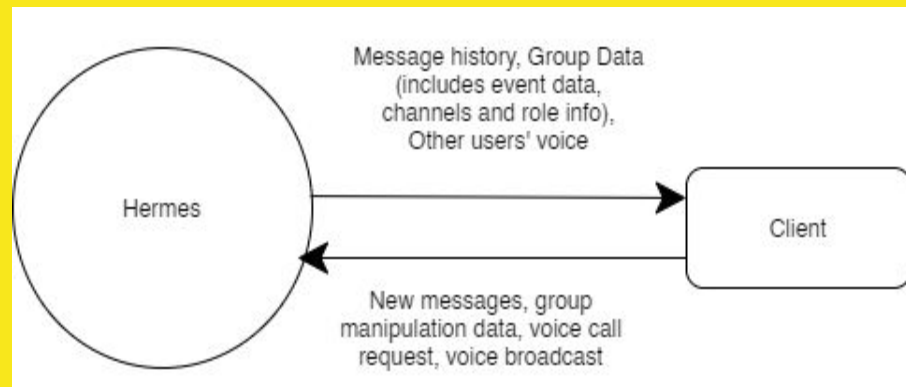 Message history, Group Data
(includes event data,
channels and role info),
Other users' voice
Hermes
Client
New messages, group
manipulation data, voice call
request, voice broadcast